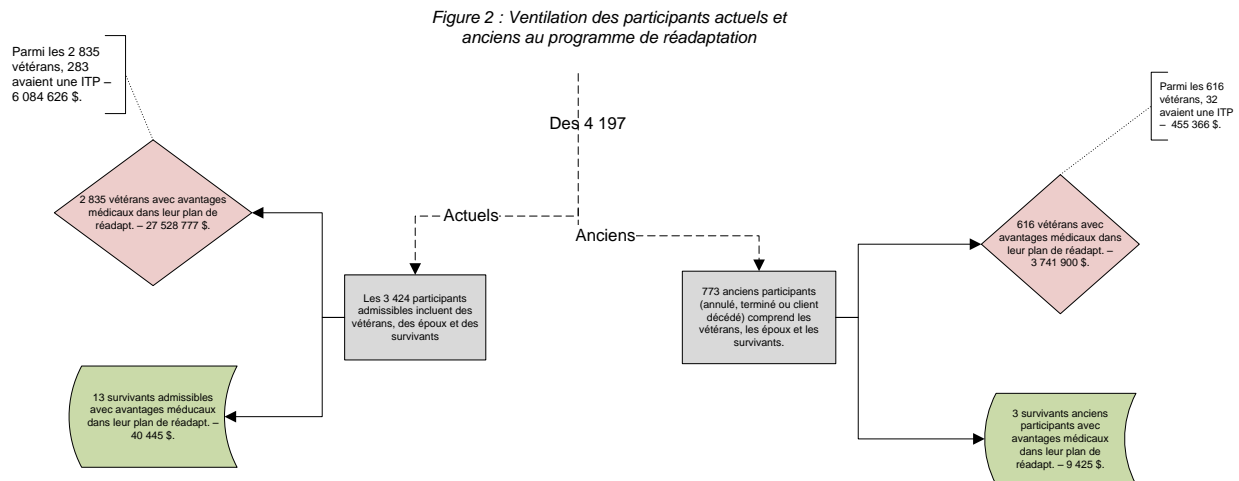 Figure 2 : Ventilation des participants actuels et
anciens au programme de réadaptation
Parmi les 2 835
vétérans, 283
avaient une ITP –
6 084 626 $.
Parmi les 616
vétérans, 32
avaient une ITP
– 455 366 $.
Des 4 197
2 835 vétérans avec avantages
médicaux dans leur plan de
réadapt. – 27 528 777 $.
Actuels
Anciens
616 vétérans avec
avantages médicaux dans
leur plan de réadapt. –
3 741 900 $.
Les 3 424 participants
admissibles incluent des
vétérans, des époux et des
survivants
773 anciens participants
(annulé, terminé ou client
décédé) comprend les
vétérans, les époux et les
survivants.
13 survivants admissibles
avec avantages méducaux
dans leur plan de réadapt. –
40 445 $.
3 survivants anciens
participants avec
avantages médicaux
dans leur plan de
réadapt. – 9 425 $.